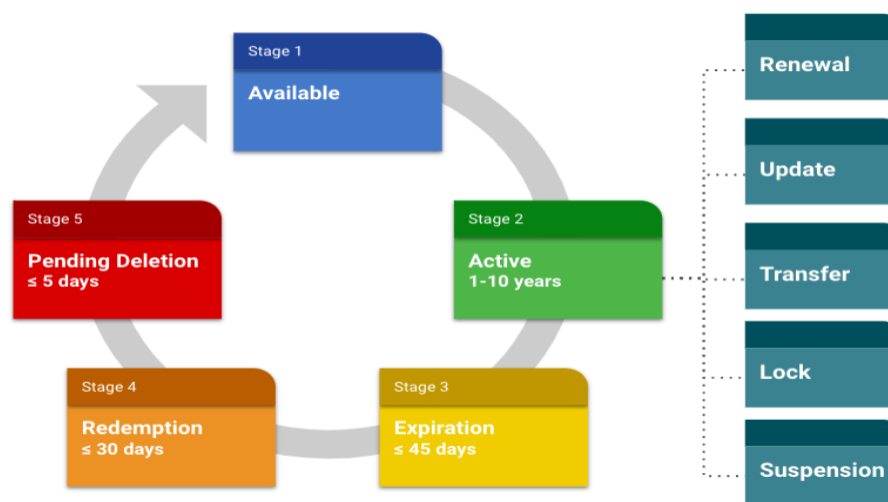 Stage 1
Available
Stage 2
Active
1-10 years
Stage 3
Expiration
≤ 45 days
Stage 4
Redemption
≤ 30 days
Stage 5
Pending Deletion
≤ 5 days
Renewal
Update
Transfer
Lock
Suspension